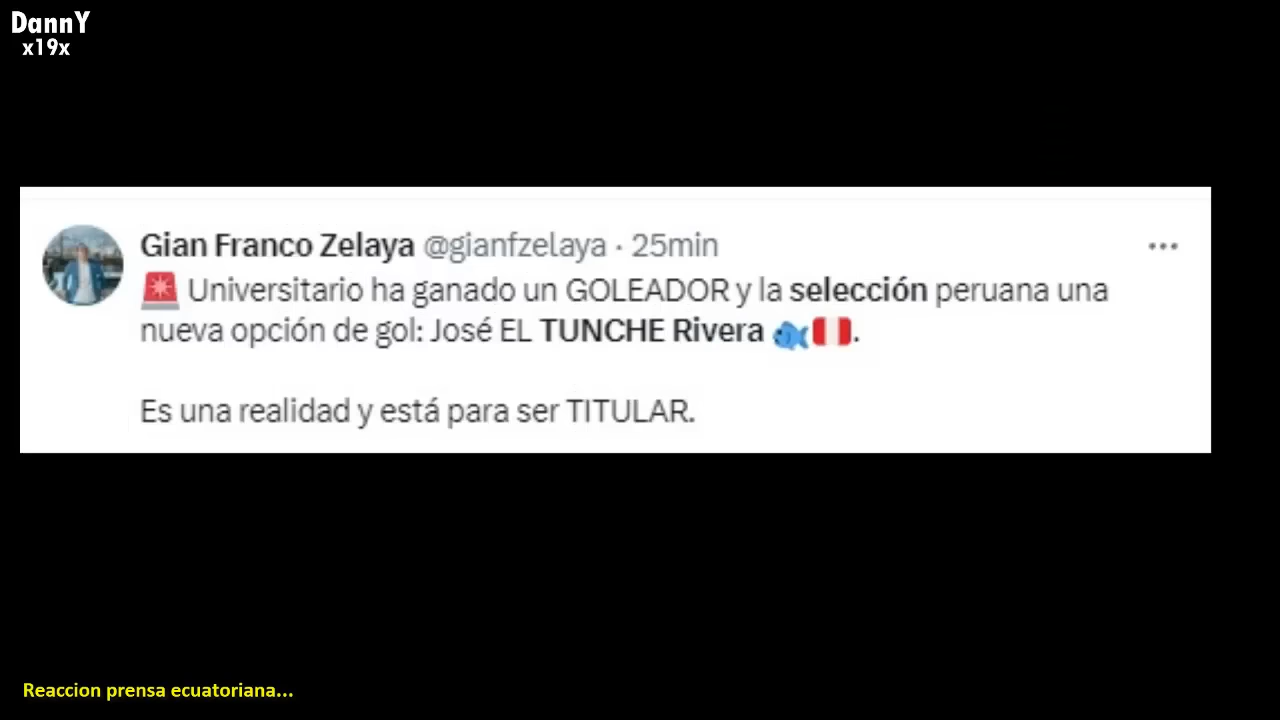 DannY
x19x
Gian Franco Zelaya @gianfzelaya · 25min
🚨 Universitario ha ganado un GOLEADOR y la selección peruana una
nueva opción de gol: José EL TUNCHE Rivera 🐟🇵🇪.
Es una realidad y está para ser TITULAR.
Reaccion prensa ecuatoriana...